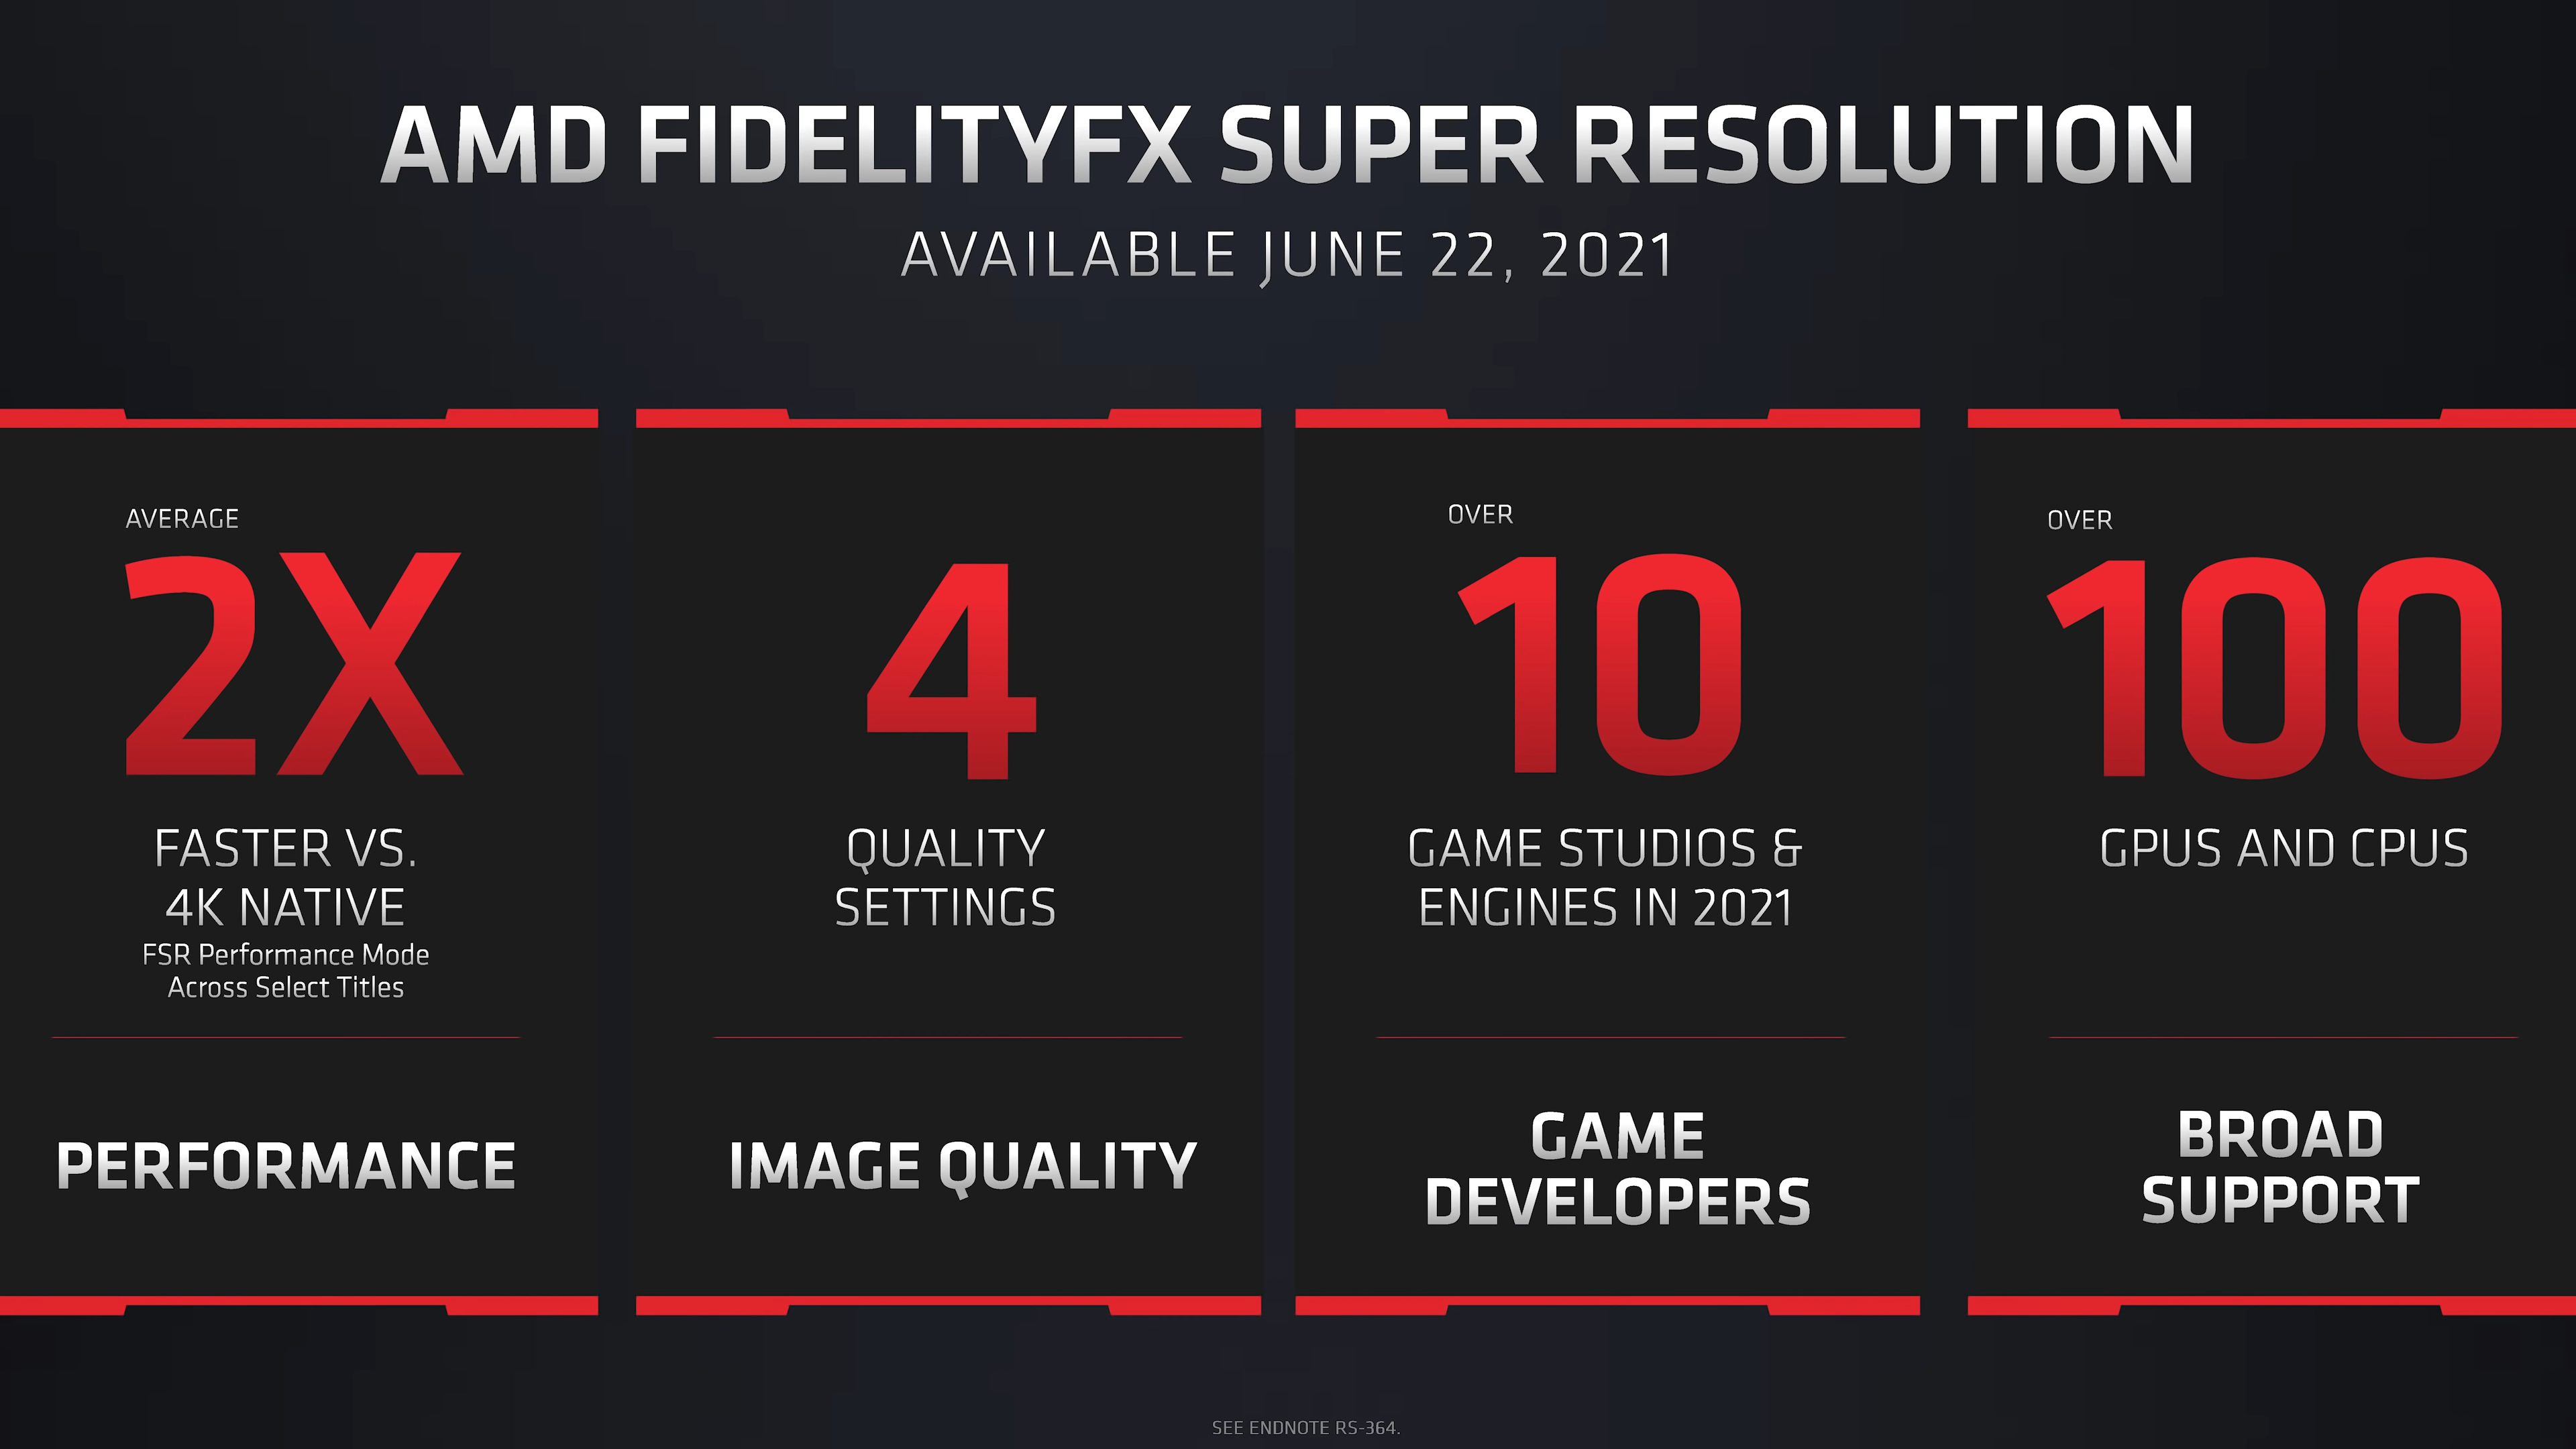 AMD FIDELITYFX SUPER RESOLUTION
AVAILABLE JUNE 22, 2021
AVERAGE
2X
FASTER VS.
4K NATIVE
FSR Performance Mode
Across Select Titles
PERFORMANCE
4
QUALITY
SETTINGS
IMAGE QUALITY
OVER
10
GAME STUDIOS &
ENGINES IN 2021
GAME
DEVELOPERS
OVER
100
GPUS AND CPUS
BROAD
SUPPORT
SEE ENDNOTE RS-364.